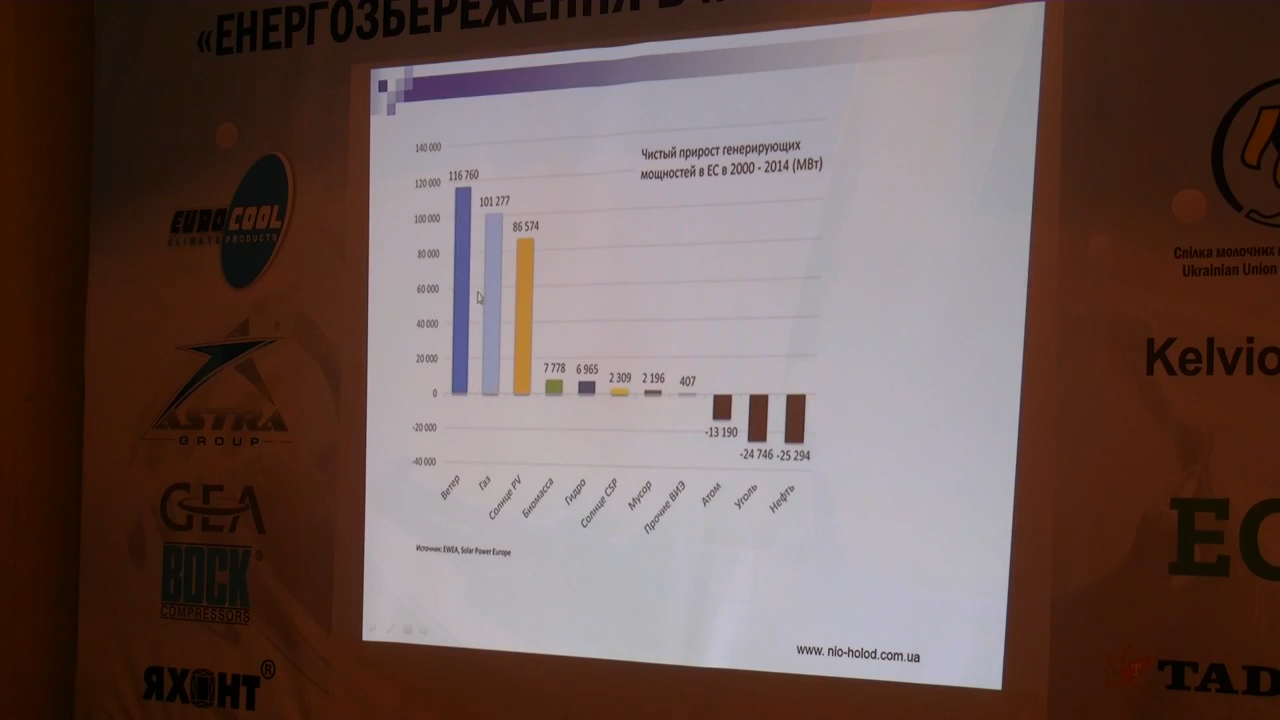 «ЕНЕРГОЗБЕРЕЖЕННЯ
EUROCOOL
CLIMATE PRODUCTS
ASTRA
GROUP
GEA
BOCK®
COMPRESSORS
ЯХОНТ®
Чистый прирост генерирующих
мощностей в ЕС в 2000 - 2014 (МВт)
140 000
120 000
100 000
80 000
60 000
40 000
20 000
0
-20 000
-40 000
116 760
101 277
86 574
7 778
6 965
2 309
2 196
407
-13 190
-24 746
-25 294
Ветер
Газ
Солнце PV
Биомасса
Гидро
Солнце CSP
Мусор
Прочие ВИЭ
Атом
Уголь
Нефть
Источник: EWEA, Solar Power Europe
www. nio-holod.com.ua
Спілка молочних
Ukrainian Union
Kelvio
EC
TAD